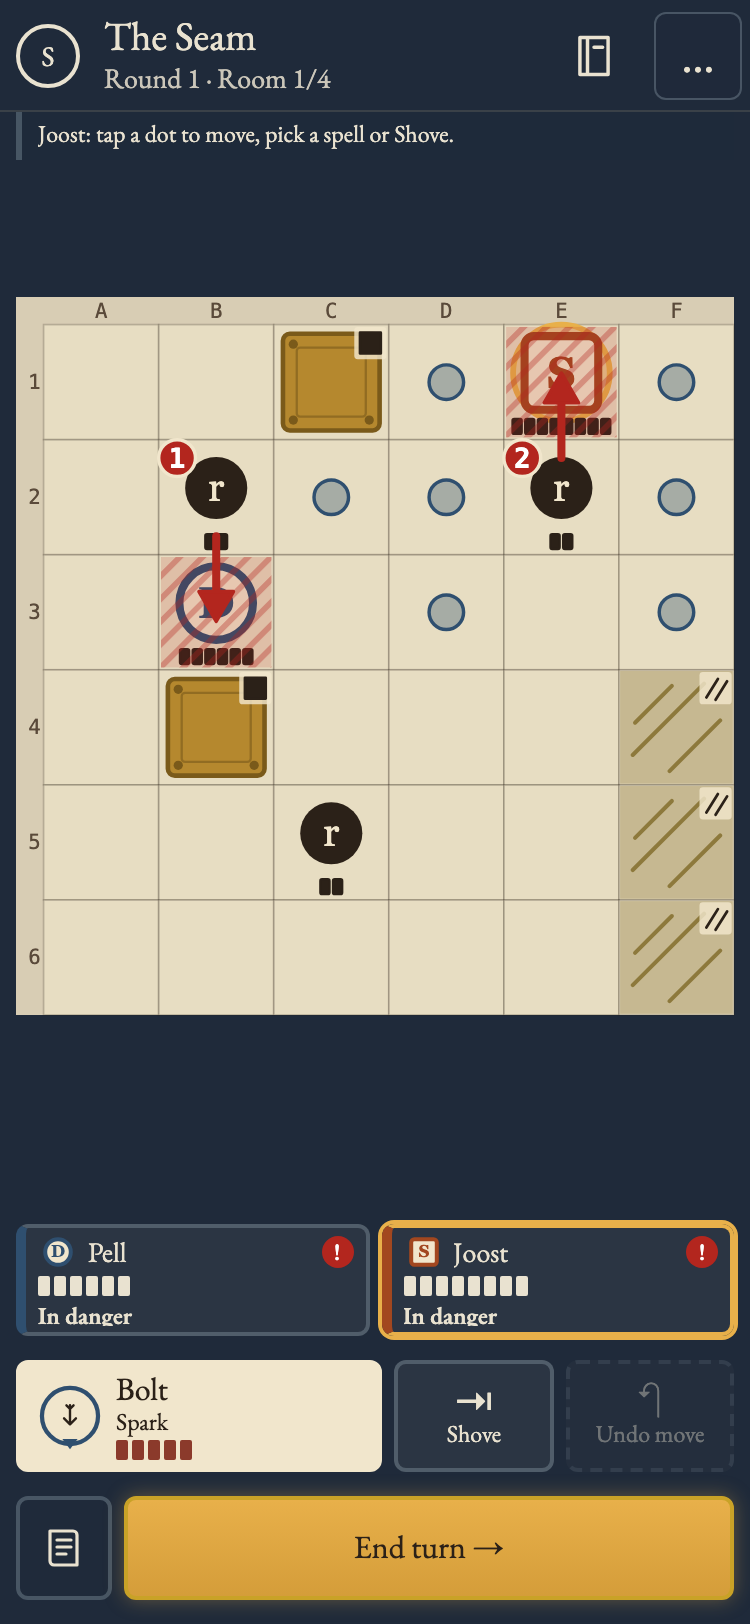 S
The Seam
Round 1 · Room 1/4
...
Joost: tap a dot to move, pick a spell or Shove.
A B C D E F
1
S
1
2
2
r
r
3
4
5
r
6
D Pell !
In danger
S Joost !
In danger
Bolt
Spark
Shove
Undo move
End turn →